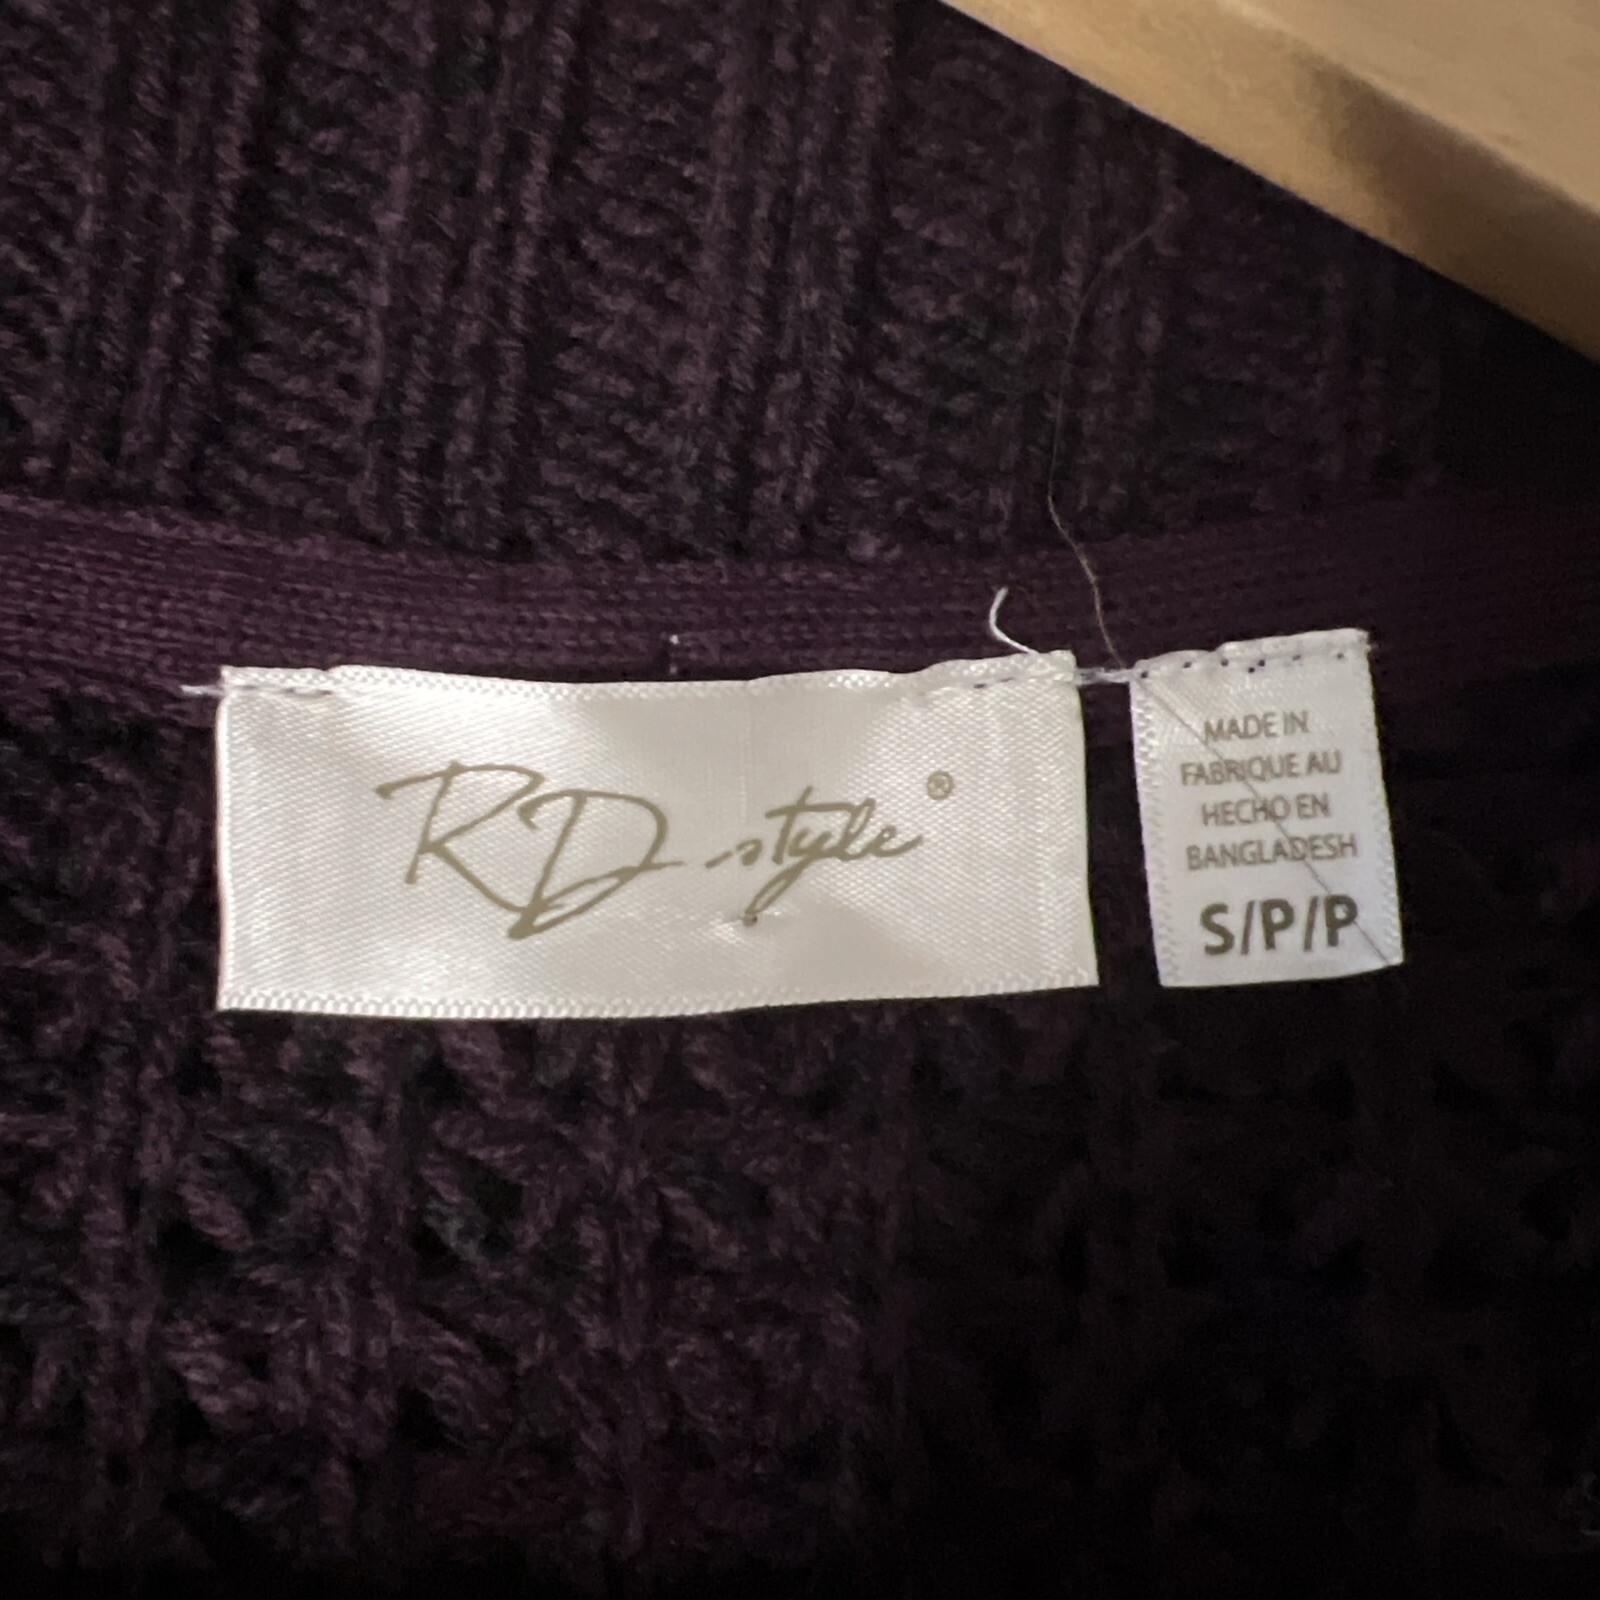 RD style®
MADE IN
FABRIQUE AU
HECHO EN
BANGLADESH
S/P/P